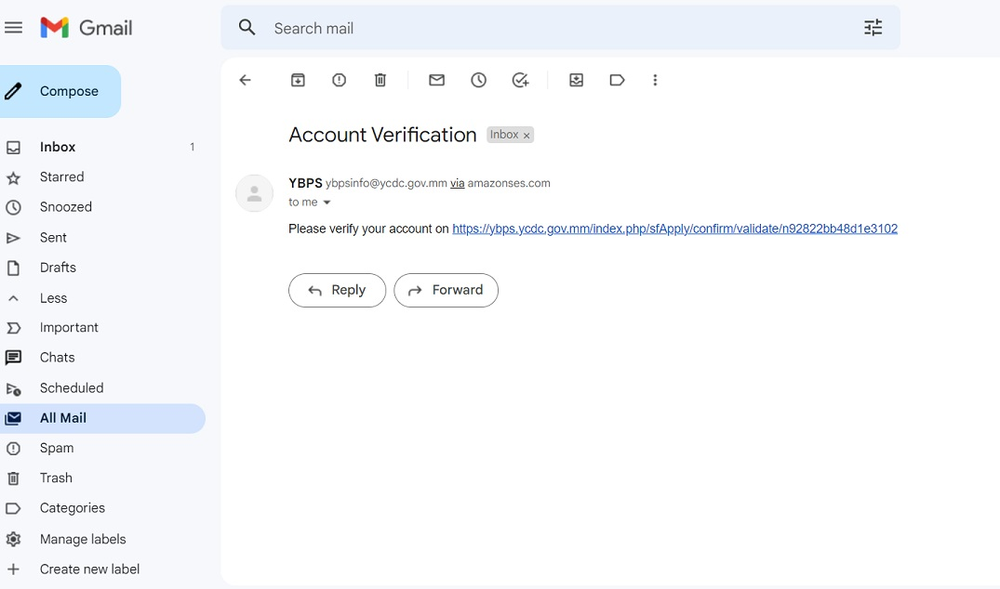 Gmail
Search mail
Compose
Inbox 1
Starred
Snoozed
Sent
Drafts
Less
Important
Chats
Scheduled
All Mail
Spam
Trash
Categories
Manage labels
Create new label
Account Verification Inbox x
YBPS ybpsinfo@ycdc.gov.mm via amazonses.com
to me
Please verify your account on https://ybps.ycdc.gov.mm/index.php/sfApply/confirm/validate/n92822bb48d1e3102
Reply Forward